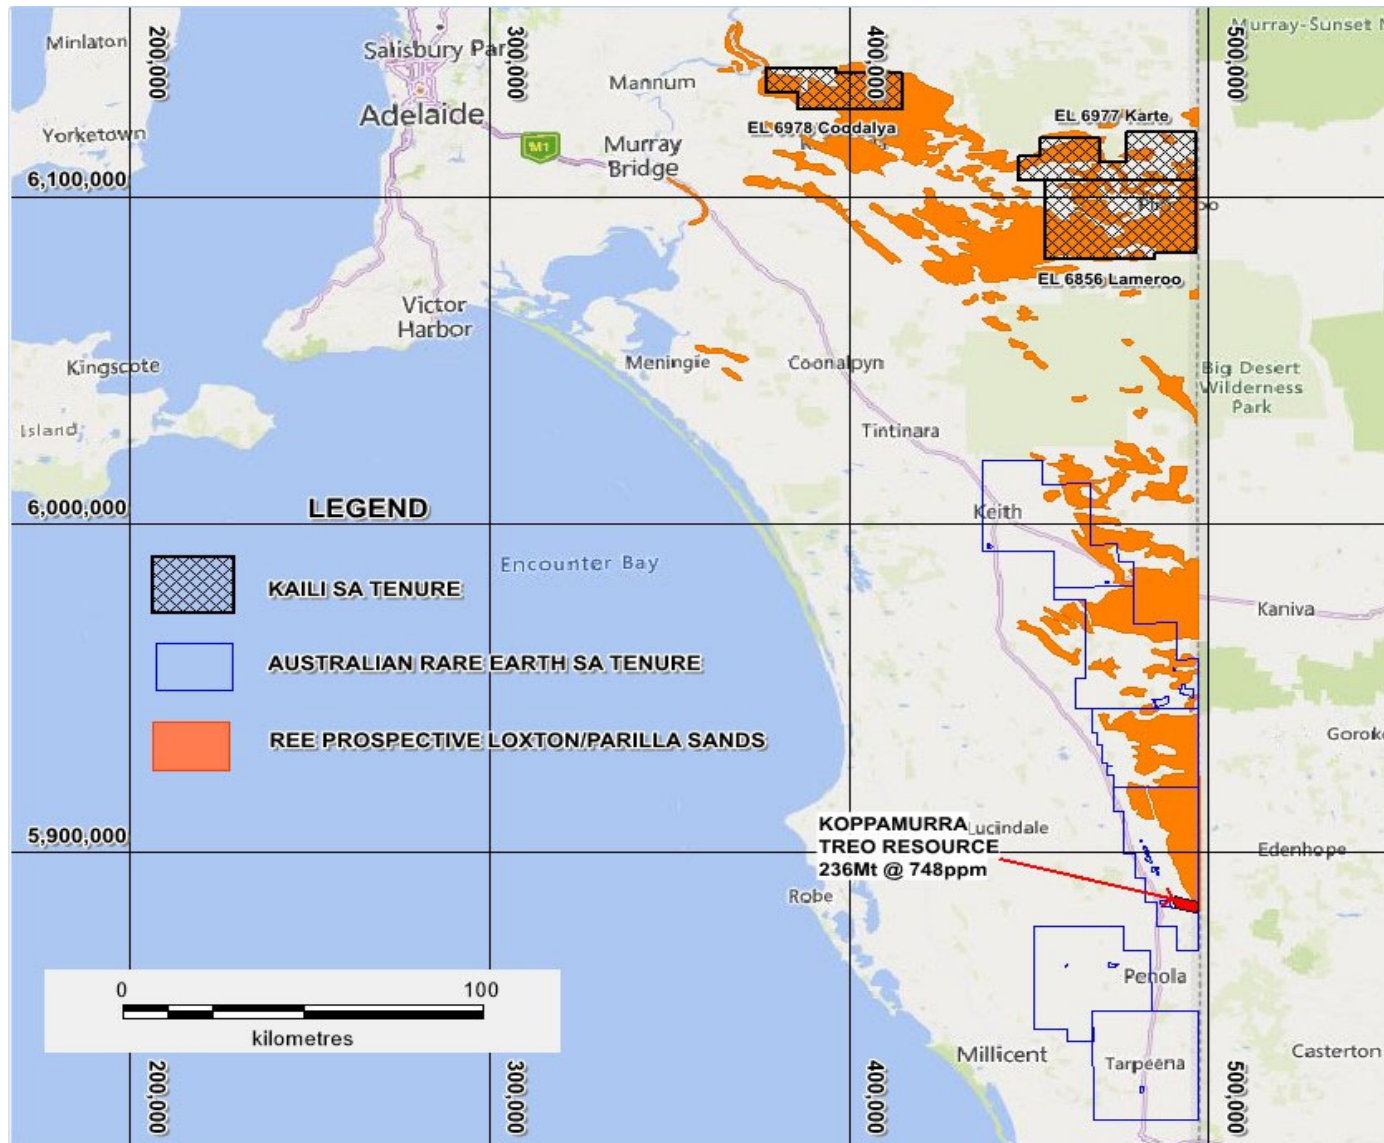 Minlaton
200,000
Salisbury Par
300,000
400,000
500,000
Murray-Sunset N
Mannum
Adelaide
Yorketown
M1
EL 6978 Coodalya
EL 6977 Karte
Murray
Bridge
6,100,000
EL 6856 Lameroo
Victor
Harbor
Kingscote
Meningie
Coonalpyn
Big Desert
Wilderness
Park
Island
Tintinara
6,000,000
LEGEND
Keith
Encounter Bay
KAILI SA TENURE
Kaniva
AUSTRALIAN RARE EARTH SA TENURE
REE PROSPECTIVE LOXTON/PARILLA SANDS
Goroke
5,900,000
KOPPAMURRA
TREO RESOURCE
236Mt @ 748ppm
Lucindale
Edenhope
Robe
Penola
0 100
kilometres
Millicent
Tarpeena
Casterton
200,000
300,000
400,000
500,000